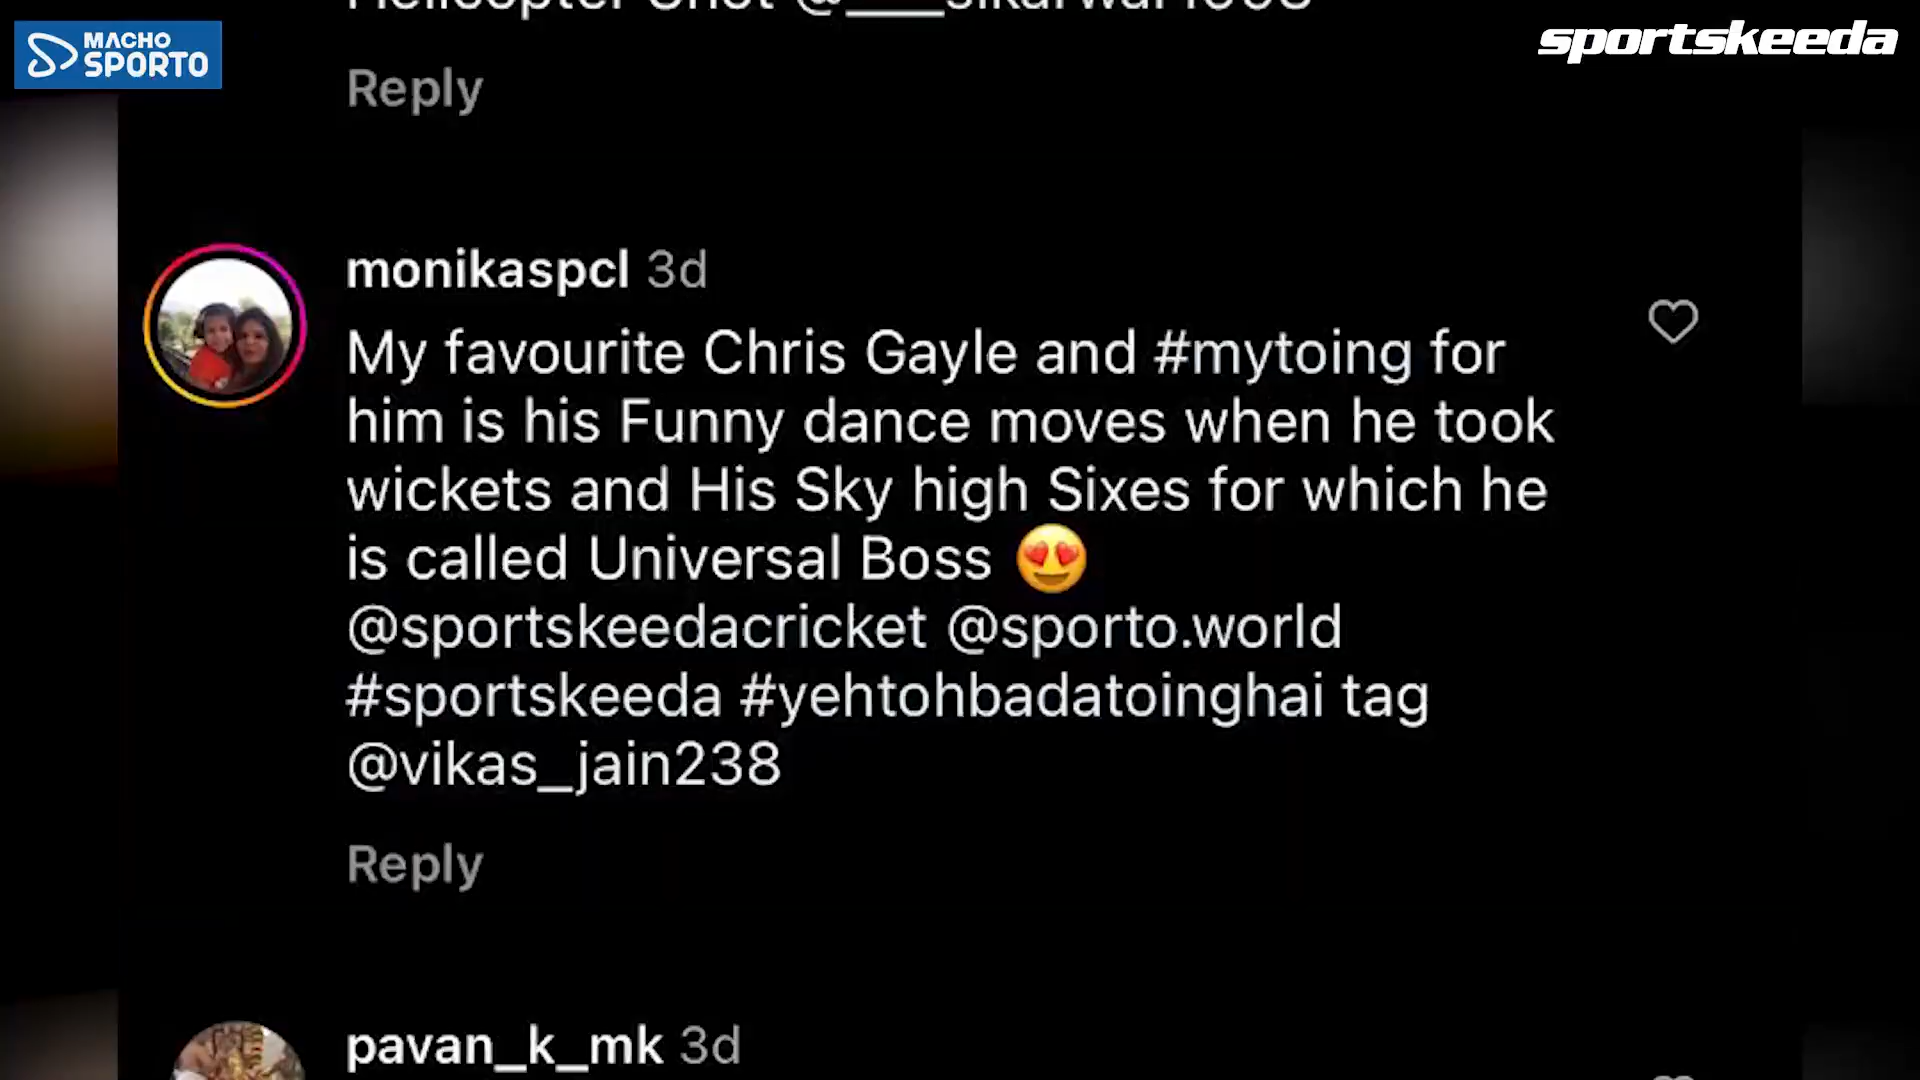 MACHO
SPORTO
sportskeeda
Helicopter Shot
Reply
monikaspcl 3d
My favourite Chris Gayle and #mytoing for
him is his Funny dance moves when he took
wickets and His Sky high Sixes for which he
is called Universal Boss 😍
@sportskeedacricket @sporto.world
#sportskeeda #yehtohbadatoinghai tag
@vikas_jain238
Reply
pavan_k_mk 3d